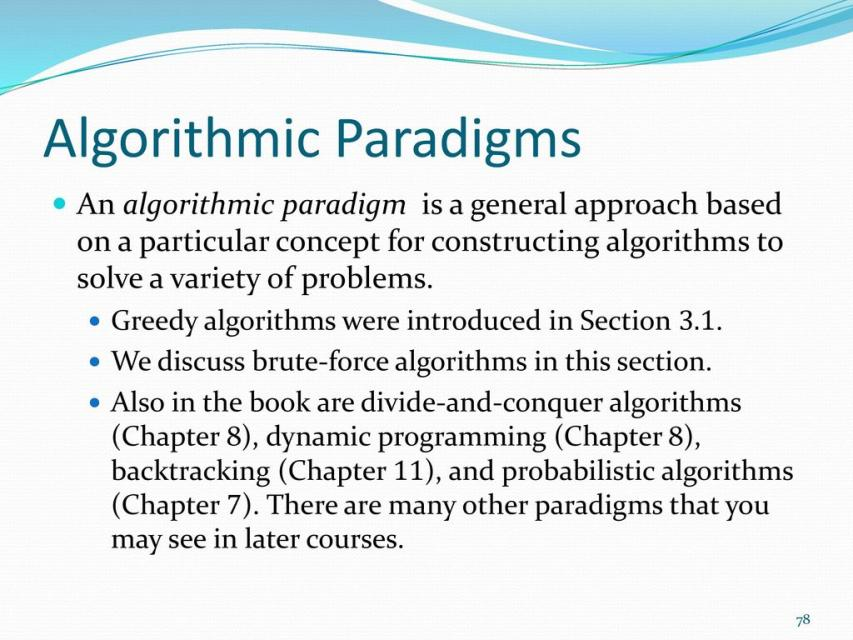 Algorithmic Paradigms
• An algorithmic paradigm is a general approach based
on a particular concept for constructing algorithms to
solve a variety of problems.
• Greedy algorithms were introduced in Section 3.1.
• We discuss brute-force algorithms in this section.
• Also in the book are divide-and-conquer algorithms
(Chapter 8), dynamic programming (Chapter 8),
backtracking (Chapter 11), and probabilistic algorithms
(Chapter 7). There are many other paradigms that you
may see in later courses.
78